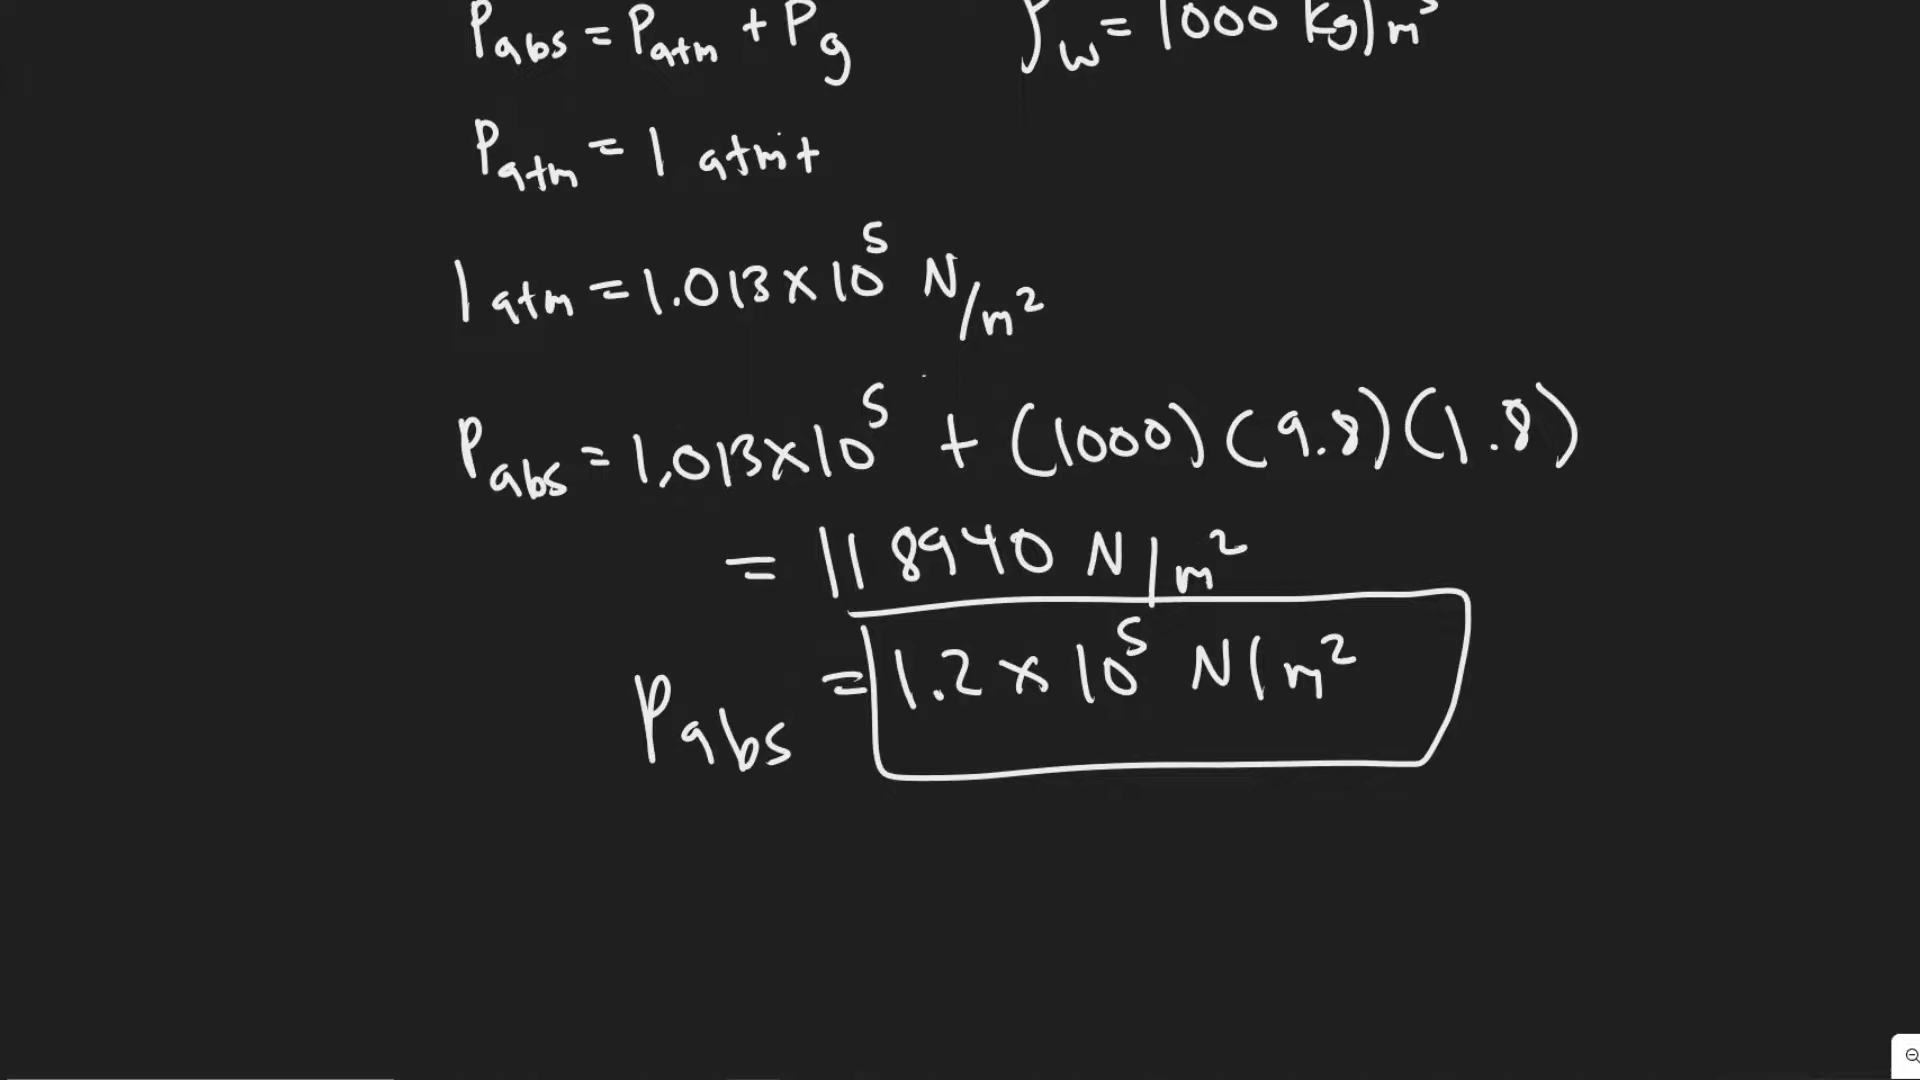 Pabs = Patm + Pg    ρw = 1000 kg/m³
Patm = 1 atm+
1 atm = 1.013×10⁵ N/m²
Pabs = 1.013×10⁵ + (1000)(9.8)(1.8)
= 118940 N/m²
Pabs = 1.2×10⁵ N/m²